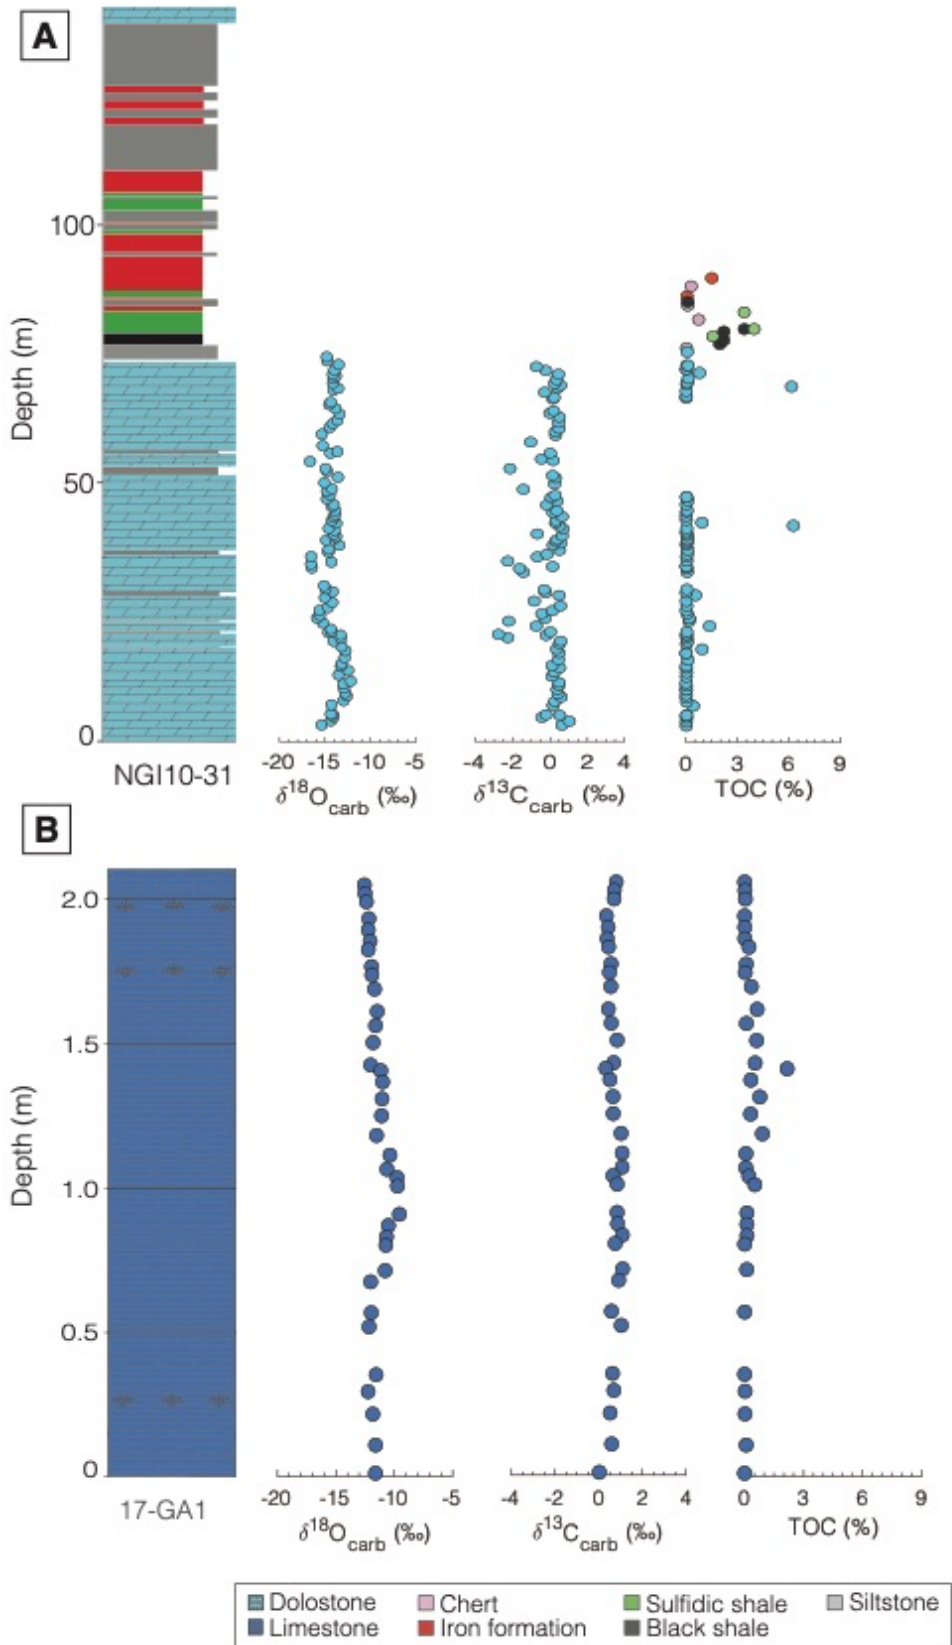 A
100
50
0
Depth (m)
NGI10-31
-20 -15 -10 -5
δ18Ocarb (‰)
-4 -2 0 2 4
δ13Ccarb (‰)
0 3 6 9
TOC (%)
B
2.0
1.5
1.0
0.5
0
Depth (m)
17-GA1
-20 -15 -10 -5
δ18Ocarb (‰)
-4 -2 0 2 4
δ13Ccarb (‰)
0 3 6 9
TOC (%)
Dolostone Chert Sulfidic shale Siltstone
Limestone Iron formation Black shale